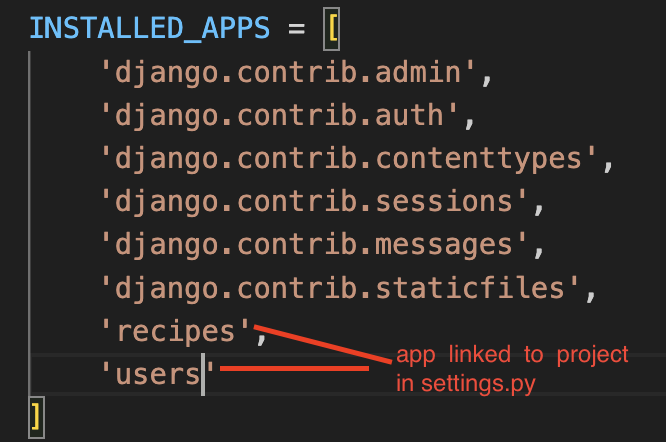 INSTALLED_APPS = [
'django.contrib.admin',
'django.contrib.auth',
'django.contrib.contenttypes',
'django.contrib.sessions',
'django.contrib.messages',
'django.contrib.staticfiles',
'recipes',
'users'
app linked to project
in settings.py
]